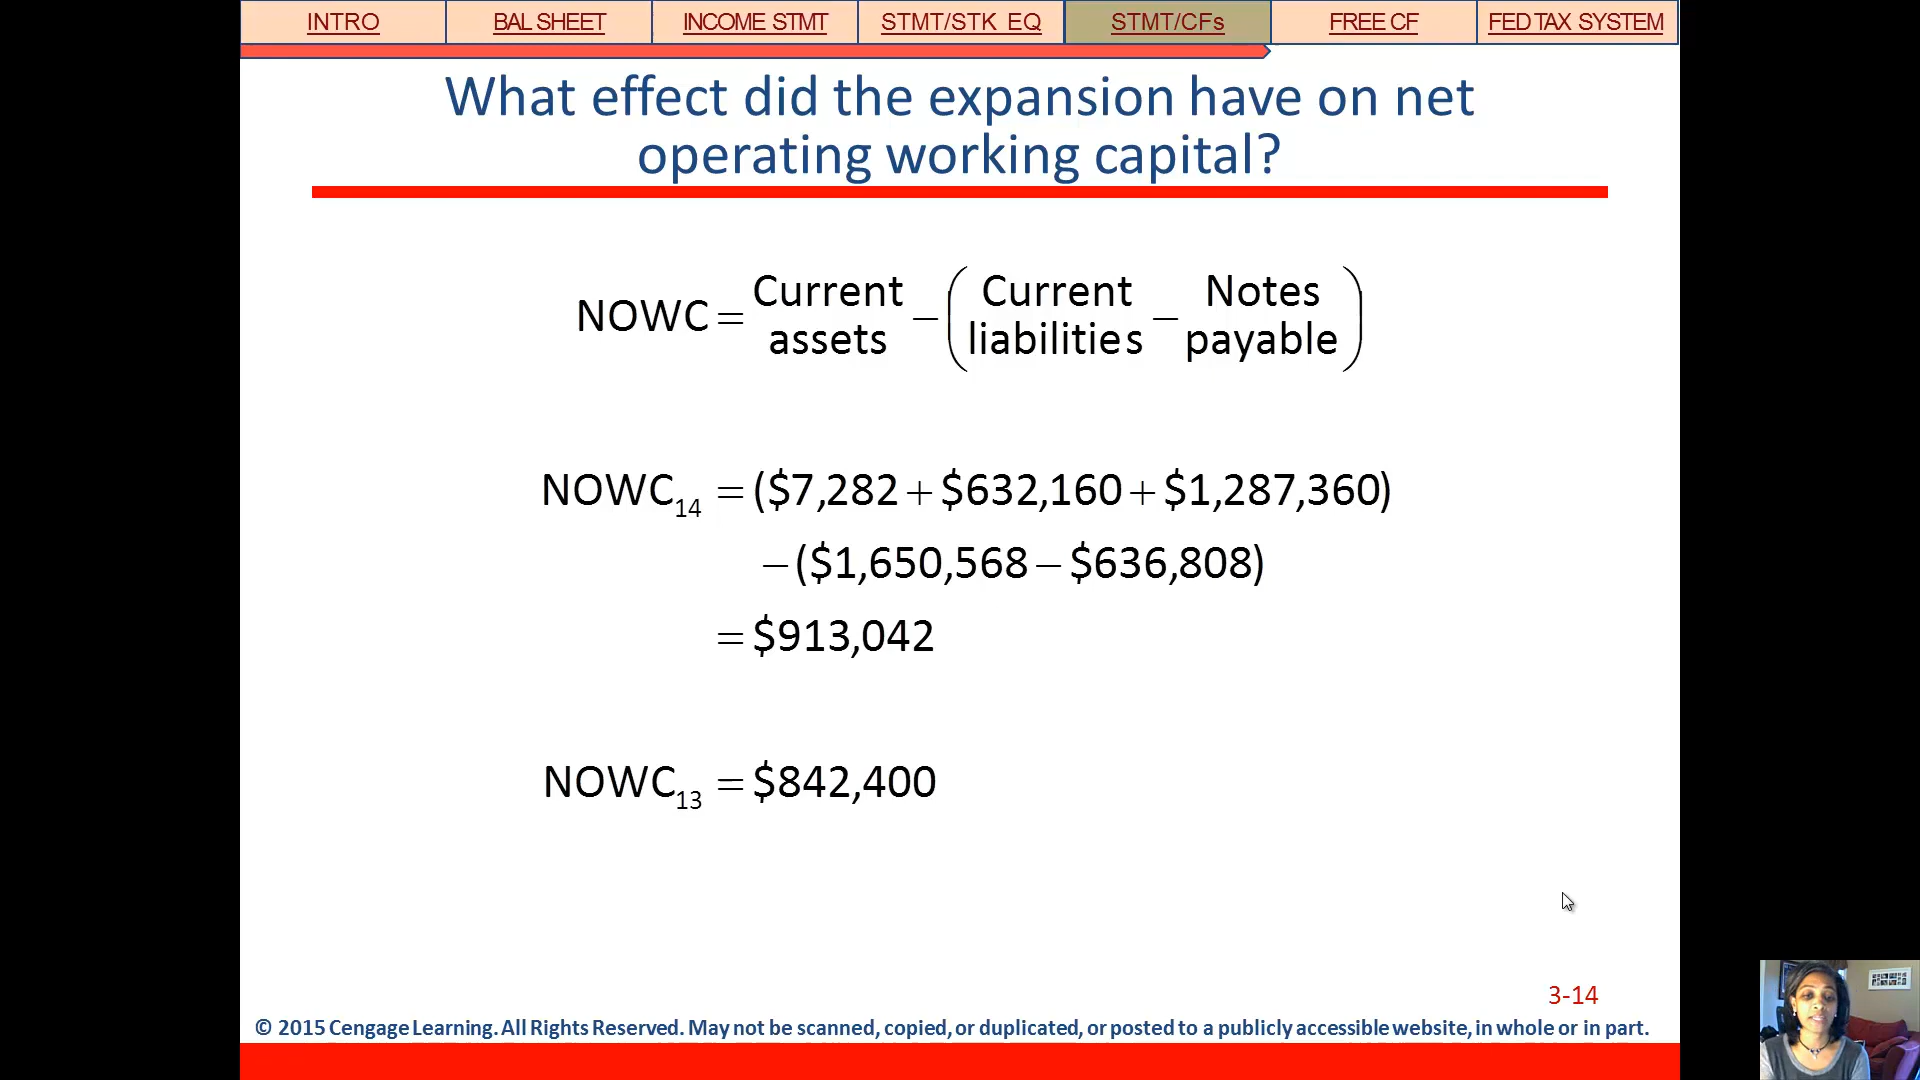 INTRO BAL SHEET INCOME STMT STMT/STK EQ STMT/CFs FREE CF FED TAX SYSTEM
What effect did the expansion have on net
operating working capital?
NOWC = Current assets − (Current liabilities − Notes payable)
NOWC14 = ($7,282 + $632,160 + $1,287,360)
− ($1,650,568 − $636,808)
= $913,042
NOWC13 = $842,400
3-14
© 2015 Cengage Learning. All Rights Reserved. May not be scanned, copied, or duplicated, or posted to a publicly accessible website, in whole or in part.